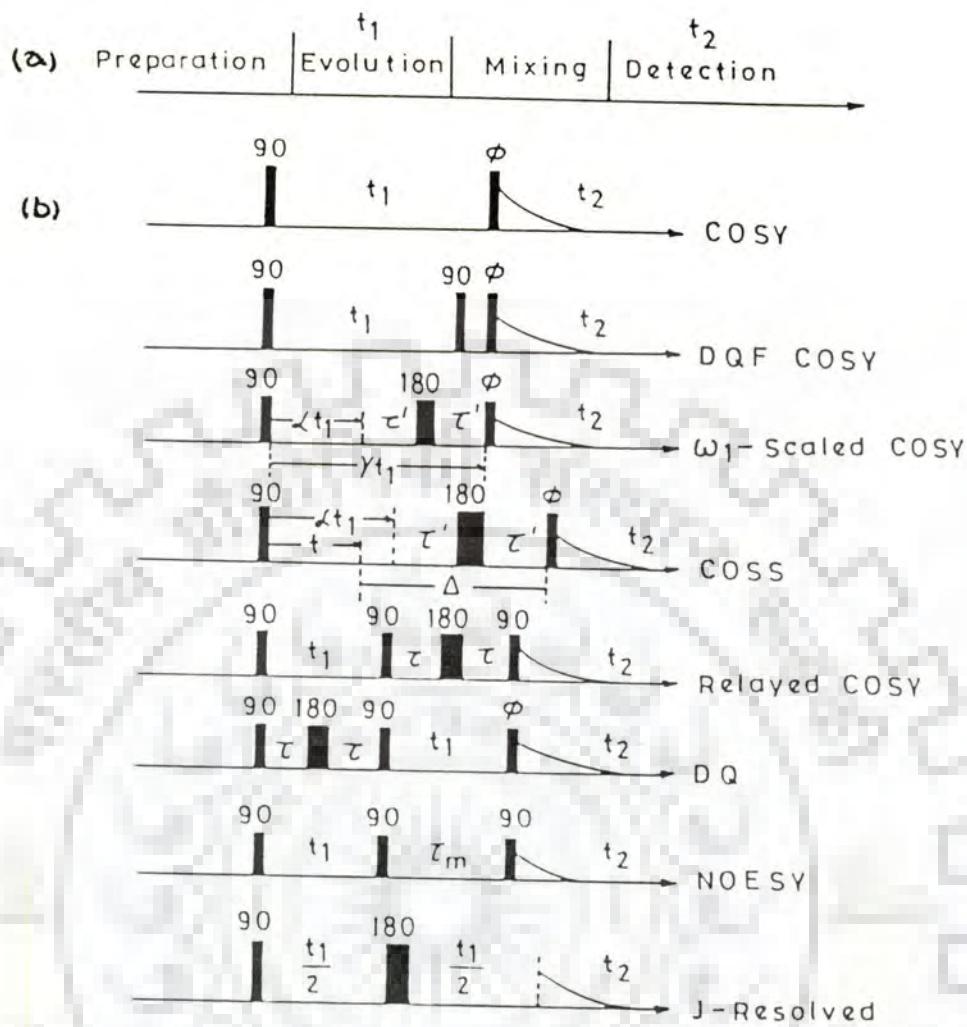 t₁ t₂
(a) Preparation Evolution Mixing Detection
90 φ
(b) t₁ t₂
COSY
90 90 φ
t₁ t₂
DQF COSY
90 180 φ
αt₁ τ' τ' t₂
ω₁-Scaled COSY
γt₁
90 180 φ
αt₁ τ' τ' t₂
t
COSS
Δ
90 90 180 90
t₁ τ τ t₂
Relayed COSY
90 180 90 φ
τ τ t₁ t₂
DQ
90 90 90
t₁ τm t₂
NOESY
90 180
t₁/2 t₁/2 t₂
J-Resolved